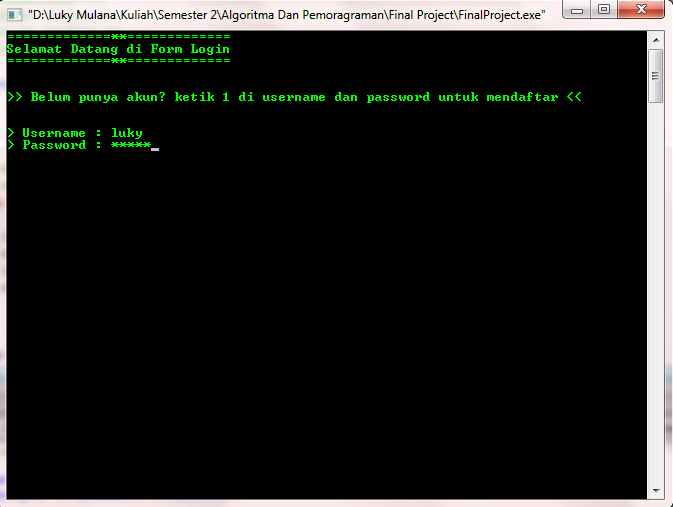 "D:\Luky Mulana\Kuliah\Semester 2\Algoritma Dan Pemoragraman\Final Project\FinalProject.exe"
=============**=============
Selamat Datang di Form Login
=============**=============
>> Belum punya akun? ketik 1 di username dan password untuk mendaftar <<
> Username : luky
> Password : *****_